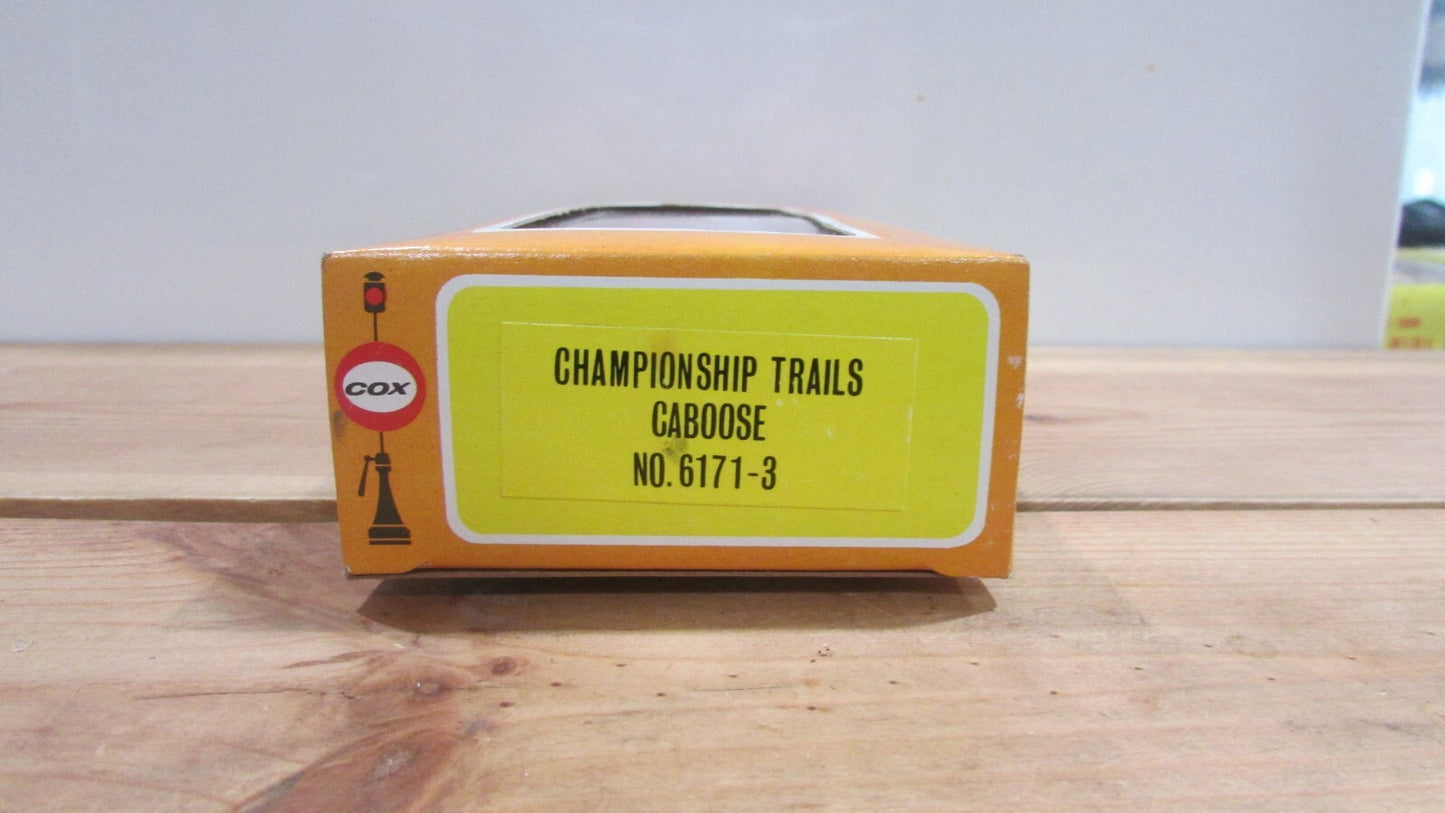 COX
CHAMPIONSHIP TRAILS
CABOOSE
NO. 6171-3